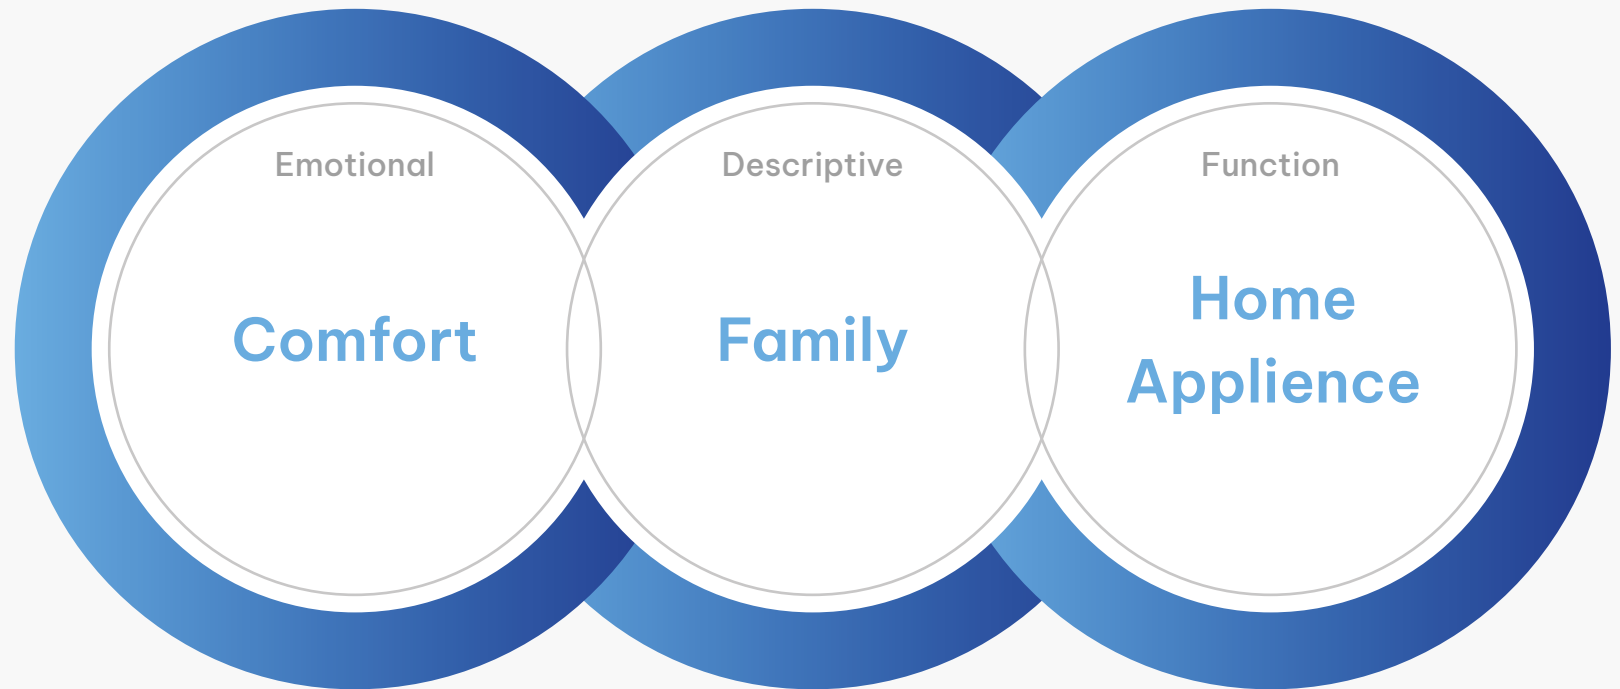 Emotional
Comfort
Descriptive
Family
Function
Home
Applience